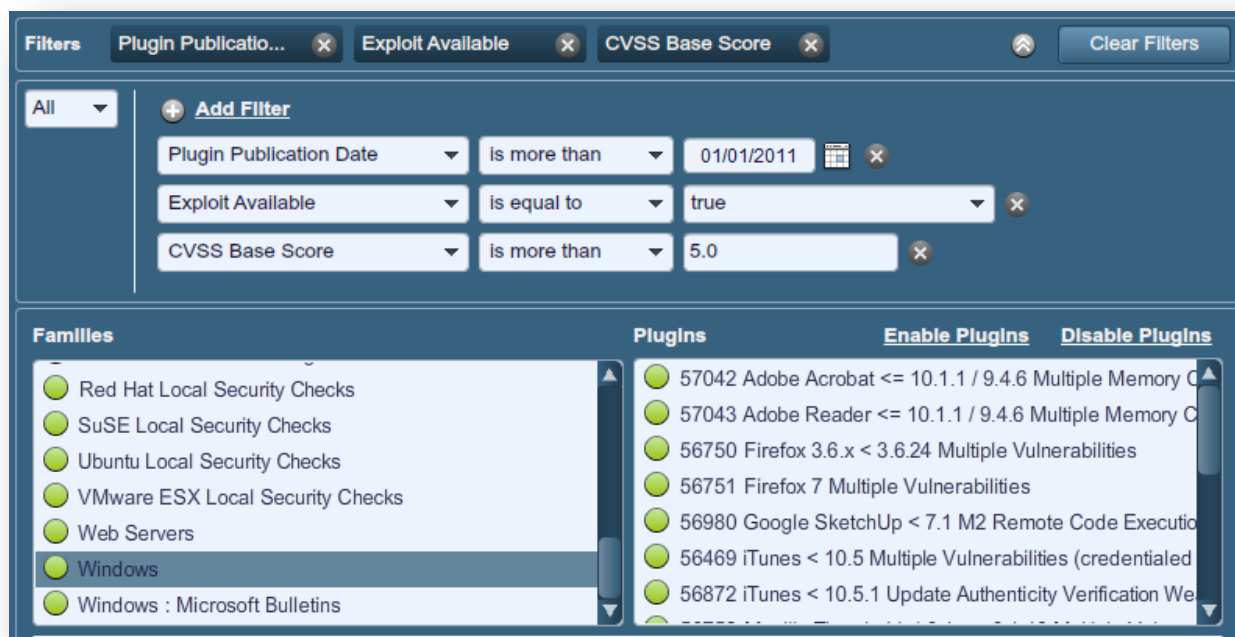 Filters Plugin Publicatio... Exploit Available CVSS Base Score Clear Filters
All Add Filter
Plugin Publication Date is more than 01/01/2011
Exploit Available is equal to true
CVSS Base Score is more than 5.0
Families
Red Hat Local Security Checks
SuSE Local Security Checks
Ubuntu Local Security Checks
VMware ESX Local Security Checks
Web Servers
Windows
Windows : Microsoft Bulletins
Plugins Enable Plugins Disable Plugins
57042 Adobe Acrobat <= 10.1.1 / 9.4.6 Multiple Memory C
57043 Adobe Reader <= 10.1.1 / 9.4.6 Multiple Memory C
56750 Firefox 3.6.x < 3.6.24 Multiple Vulnerabilities
56751 Firefox 7 Multiple Vulnerabilities
56980 Google SketchUp < 7.1 M2 Remote Code Executio
56469 iTunes < 10.5 Multiple Vulnerabilities (credentialed
56872 iTunes < 10.5.1 Update Authenticity Verification We